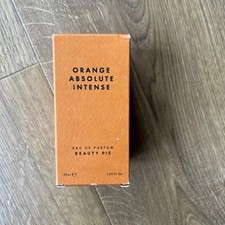 ORANGE
ABSOLUTE
INTENSE
EAU DE PARFUM
BEAUTY PIE